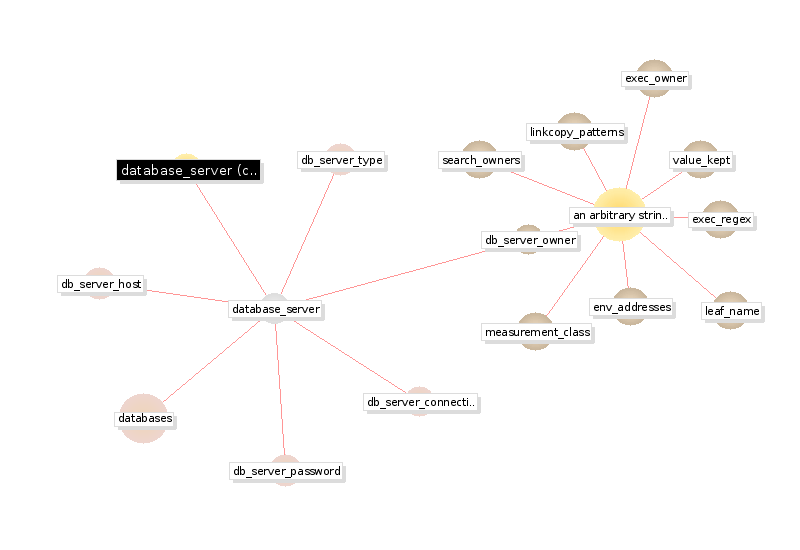 exec_owner
linkcopy_patterns
search_owners
db_server_type
value_kept
database_server (c..
an arbitrary strin..
exec_regex
db_server_owner
db_server_host
database_server
env_addresses
leaf_name
measurement_class
db_server_connecti..
databases
db_server_password